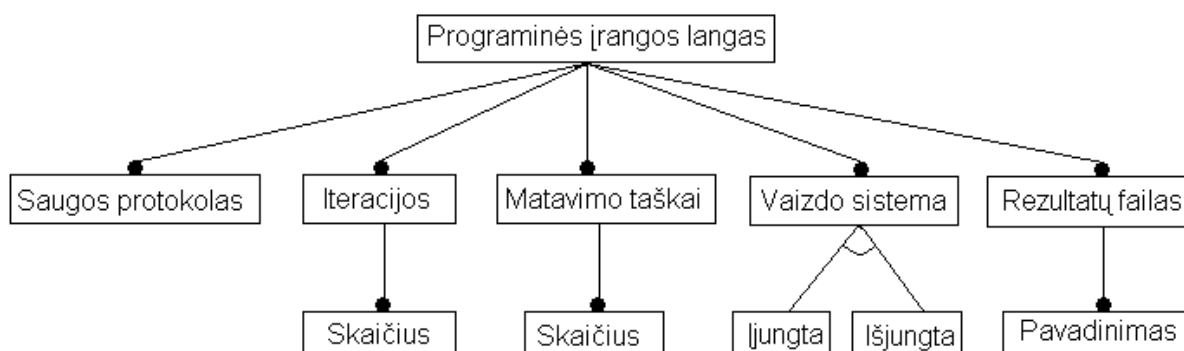 Programinės įrangos langas
Saugos protokolas
Iteracijos
Matavimo taškai
Vaizdo sistema
Rezultatų failas
Skaičius
Skaičius
Įjungta
Išjungta
Pavadinimas